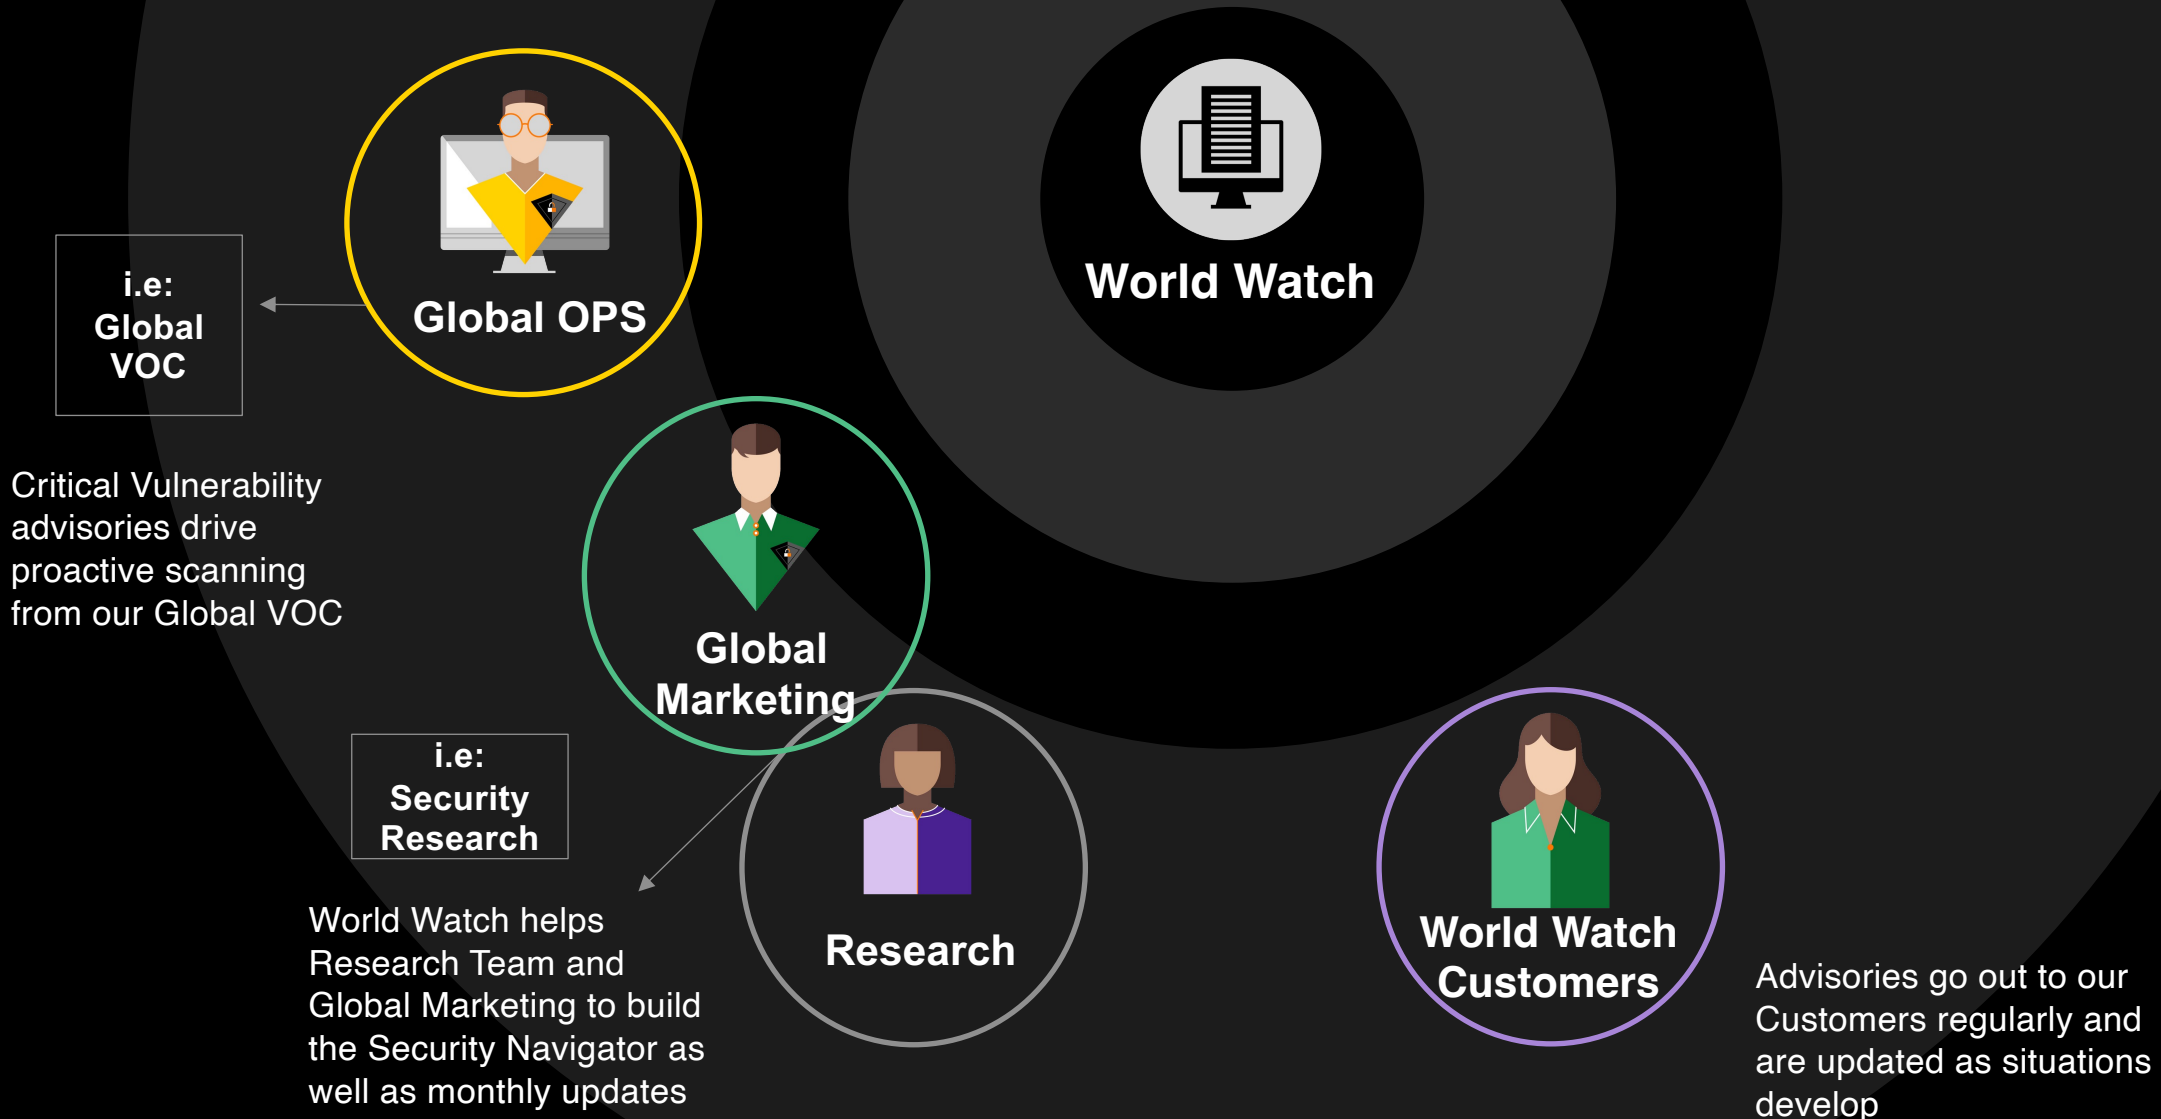 World Watch
Global OPS
i.e:
Global
VOC
Critical Vulnerability
advisories drive
proactive scanning
from our Global VOC
Global
Marketing
i.e:
Security
Research
World Watch helps
Research Team and
Global Marketing to build
the Security Navigator as
well as monthly updates
Research
World Watch
Customers
Advisories go out to our
Customers regularly and
are updated as situations
develop